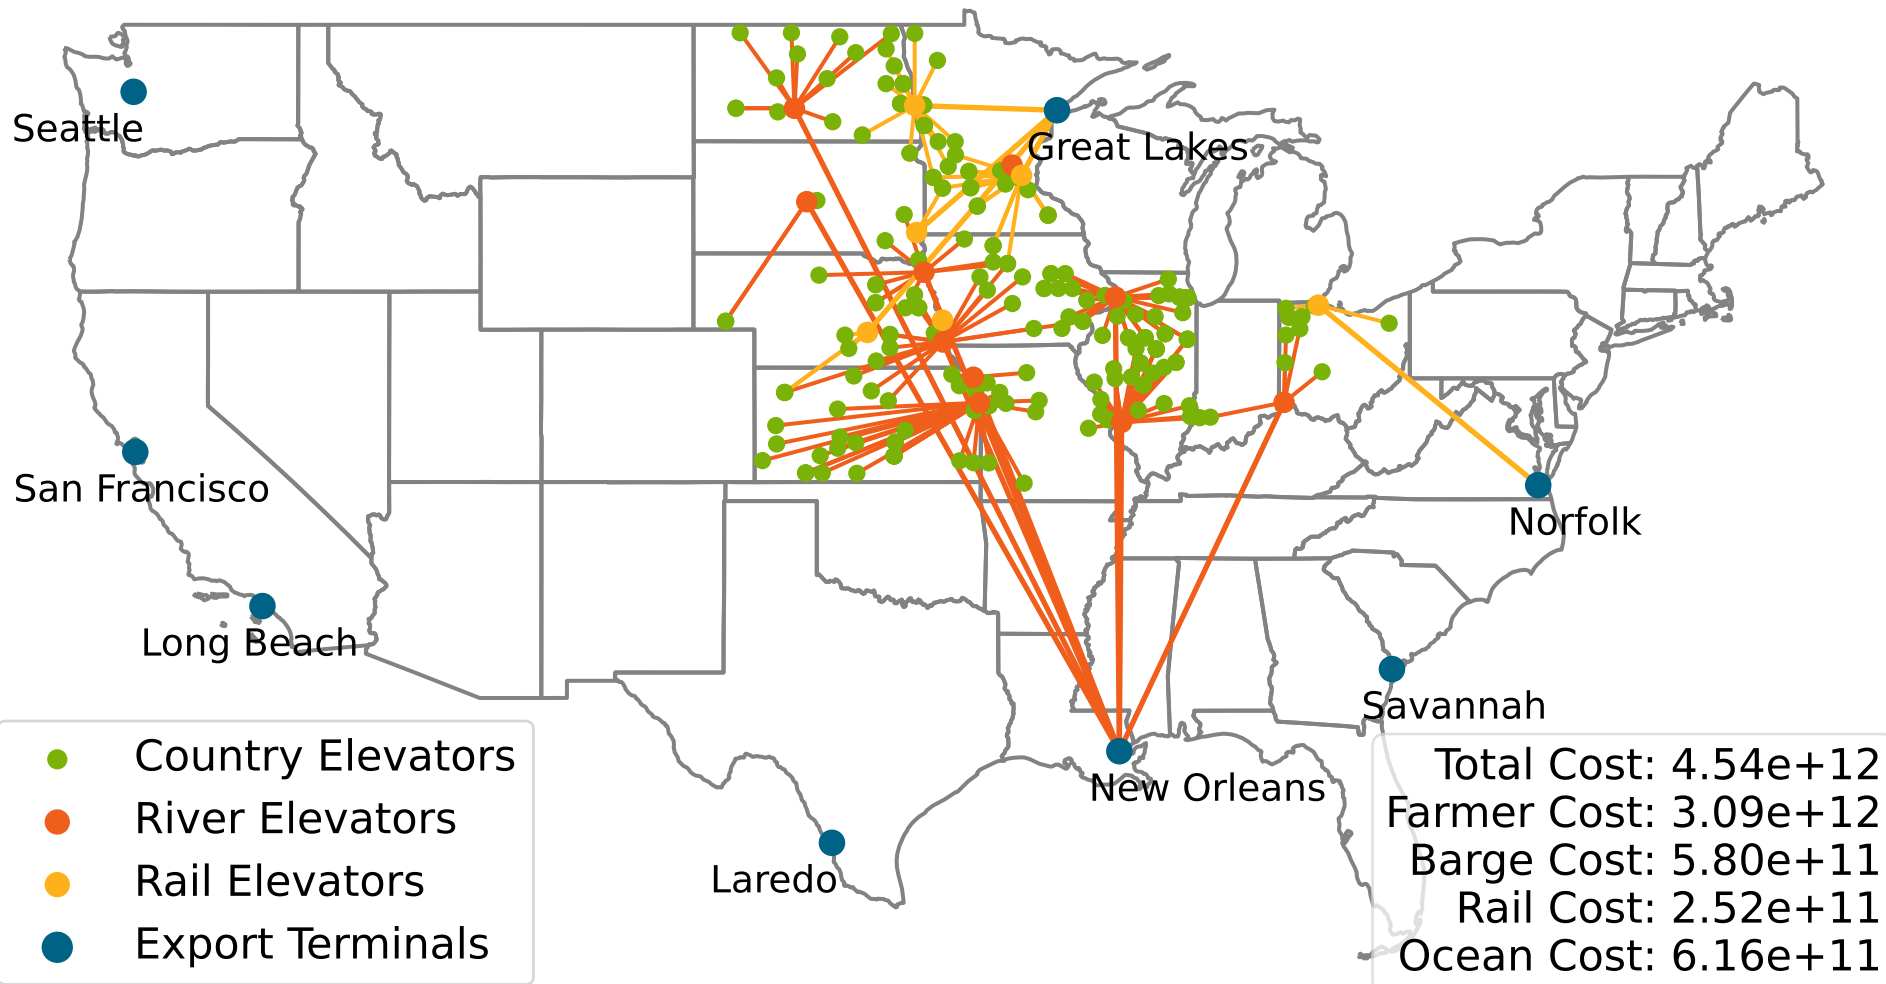 Seattle
Great Lakes
San Francisco
Norfolk
Long Beach
Savannah
New Orleans
Laredo
Country Elevators
River Elevators
Rail Elevators
Export Terminals
Total Cost: 4.54e+12
Farmer Cost: 3.09e+12
Barge Cost: 5.80e+11
Rail Cost: 2.52e+11
Ocean Cost: 6.16e+11